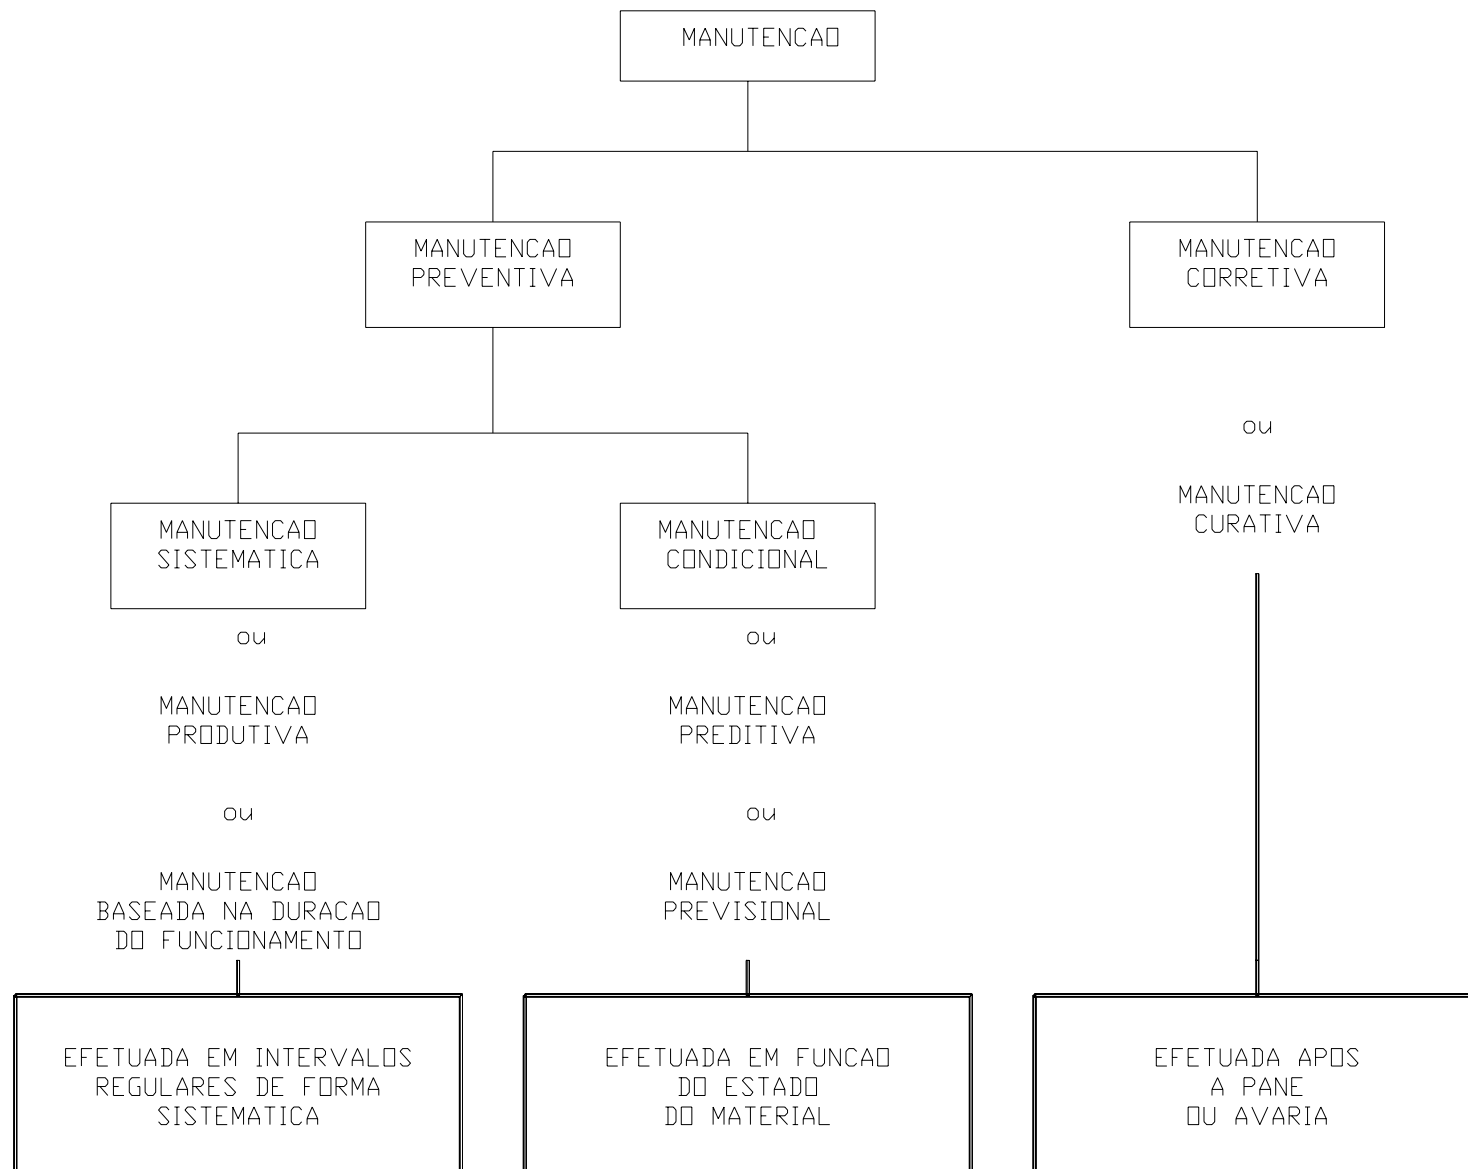 MANUTENCAO
MANUTENCAO
PREVENTIVA
MANUTENCAO
CORRETIVA
ou
MANUTENCAO
CURATIVA
MANUTENCAO
SISTEMATICA
ou
MANUTENCAO
PRODUTIVA
ou
MANUTENCAO
BASEADA NA DURACAO
DO FUNCIONAMENTO
MANUTENCAO
CONDICIONAL
ou
MANUTENCAO
PREDITIVA
ou
MANUTENCAO
PREVISIONAL
EFETUADA EM INTERVALOS
REGULARES DE FORMA
SISTEMATICA
EFETUADA EM FUNCAO
DO ESTADO
DO MATERIAL
EFETUADA APOS
A PANE
OU AVARIA